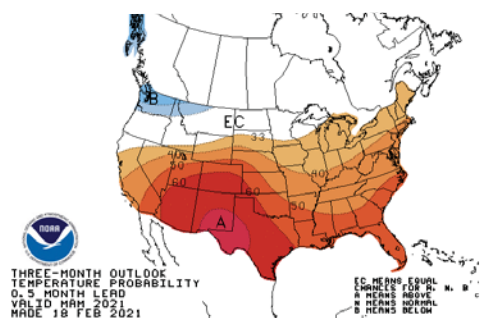 B
EC
33
40
50
60
60
40
50
A
NOAA
THREE-MONTH OUTLOOK
TEMPERATURE PROBABILITY
0.5 MONTH LEAD
VALID MAM 2021
MADE 18 FEB 2021
EC MEANS EQUAL
CHANCES FOR A, N, B
A MEANS ABOVE
N MEANS NORMAL
B MEANS BELOW